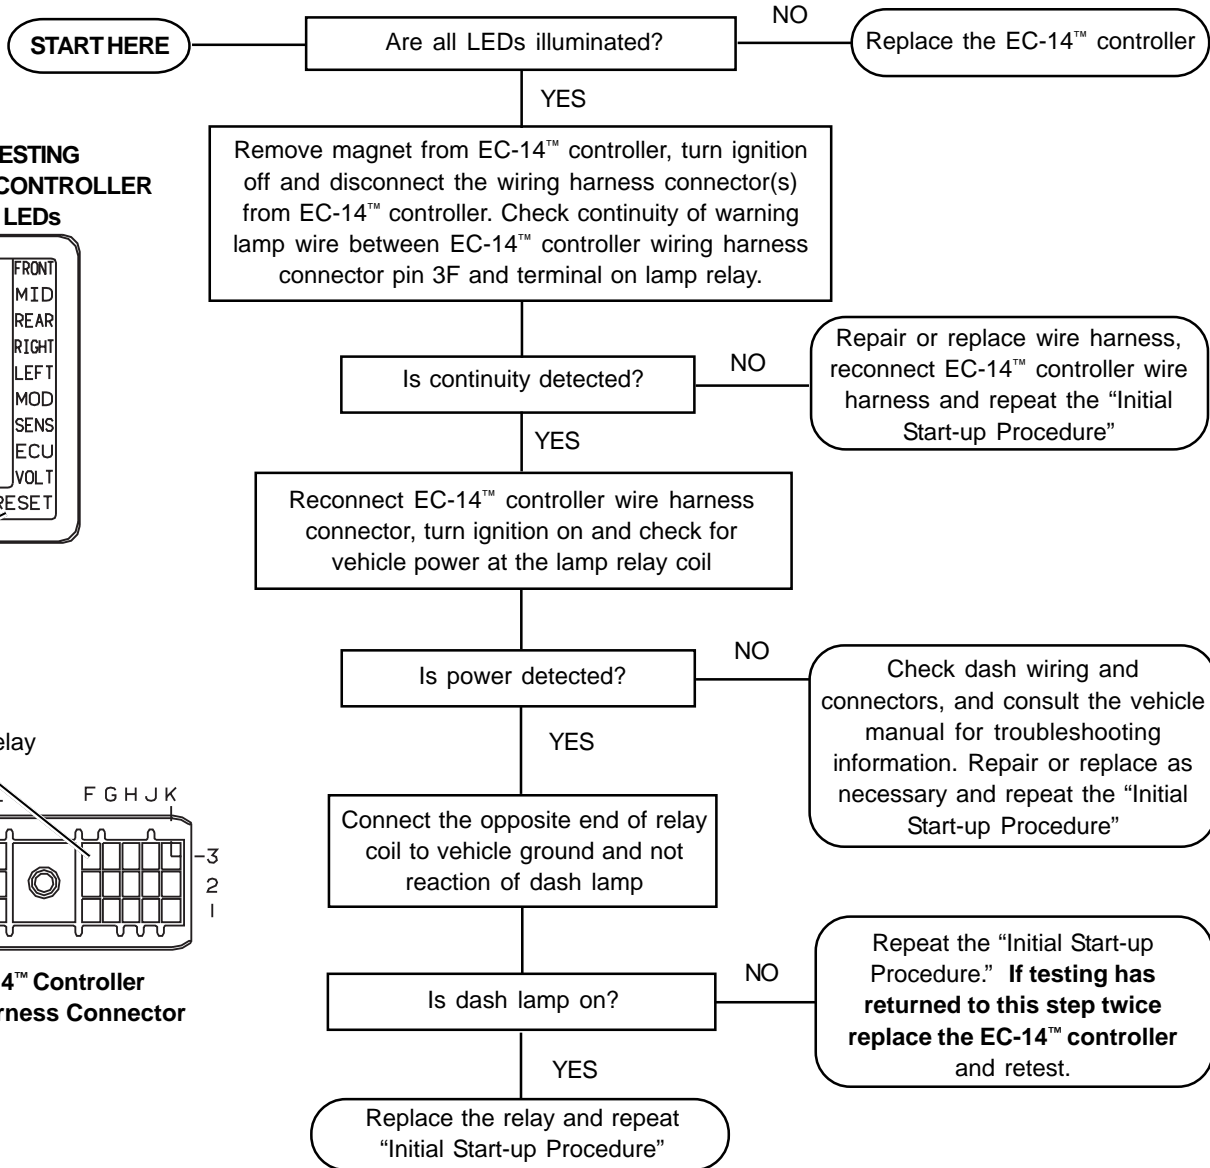 START HERE
Are all LEDs illuminated?
NO
Replace the EC-14™ controller
YES
ESTING
CONTROLLER
LEDs
FRONT
MID
REAR
RIGHT
LEFT
MOD
SENS
ECU
VOLT
RESET
Remove magnet from EC-14™ controller, turn ignition
off and disconnect the wiring harness connector(s)
from EC-14™ controller. Check continuity of warning
lamp wire between EC-14™ controller wiring harness
connector pin 3F and terminal on lamp relay.
Is continuity detected?
NO
Repair or replace wire harness,
reconnect EC-14™ controller wire
harness and repeat the “Initial
Start-up Procedure”
YES
Reconnect EC-14™ controller wire harness
connector, turn ignition on and check for
vehicle power at the lamp relay coil
Is power detected?
NO
Check dash wiring and
connectors, and consult the vehicle
manual for troubleshooting
information. Repair or replace as
necessary and repeat the “Initial
Start-up Procedure”
YES
elay
F G H J K
3
2
1
4™ Controller
rness Connector
Connect the opposite end of relay
coil to vehicle ground and not
reaction of dash lamp
Is dash lamp on?
NO
Repeat the “Initial Start-up
Procedure.” If testing has
returned to this step twice
replace the EC-14™ controller
and retest.
YES
Replace the relay and repeat
“Initial Start-up Procedure”